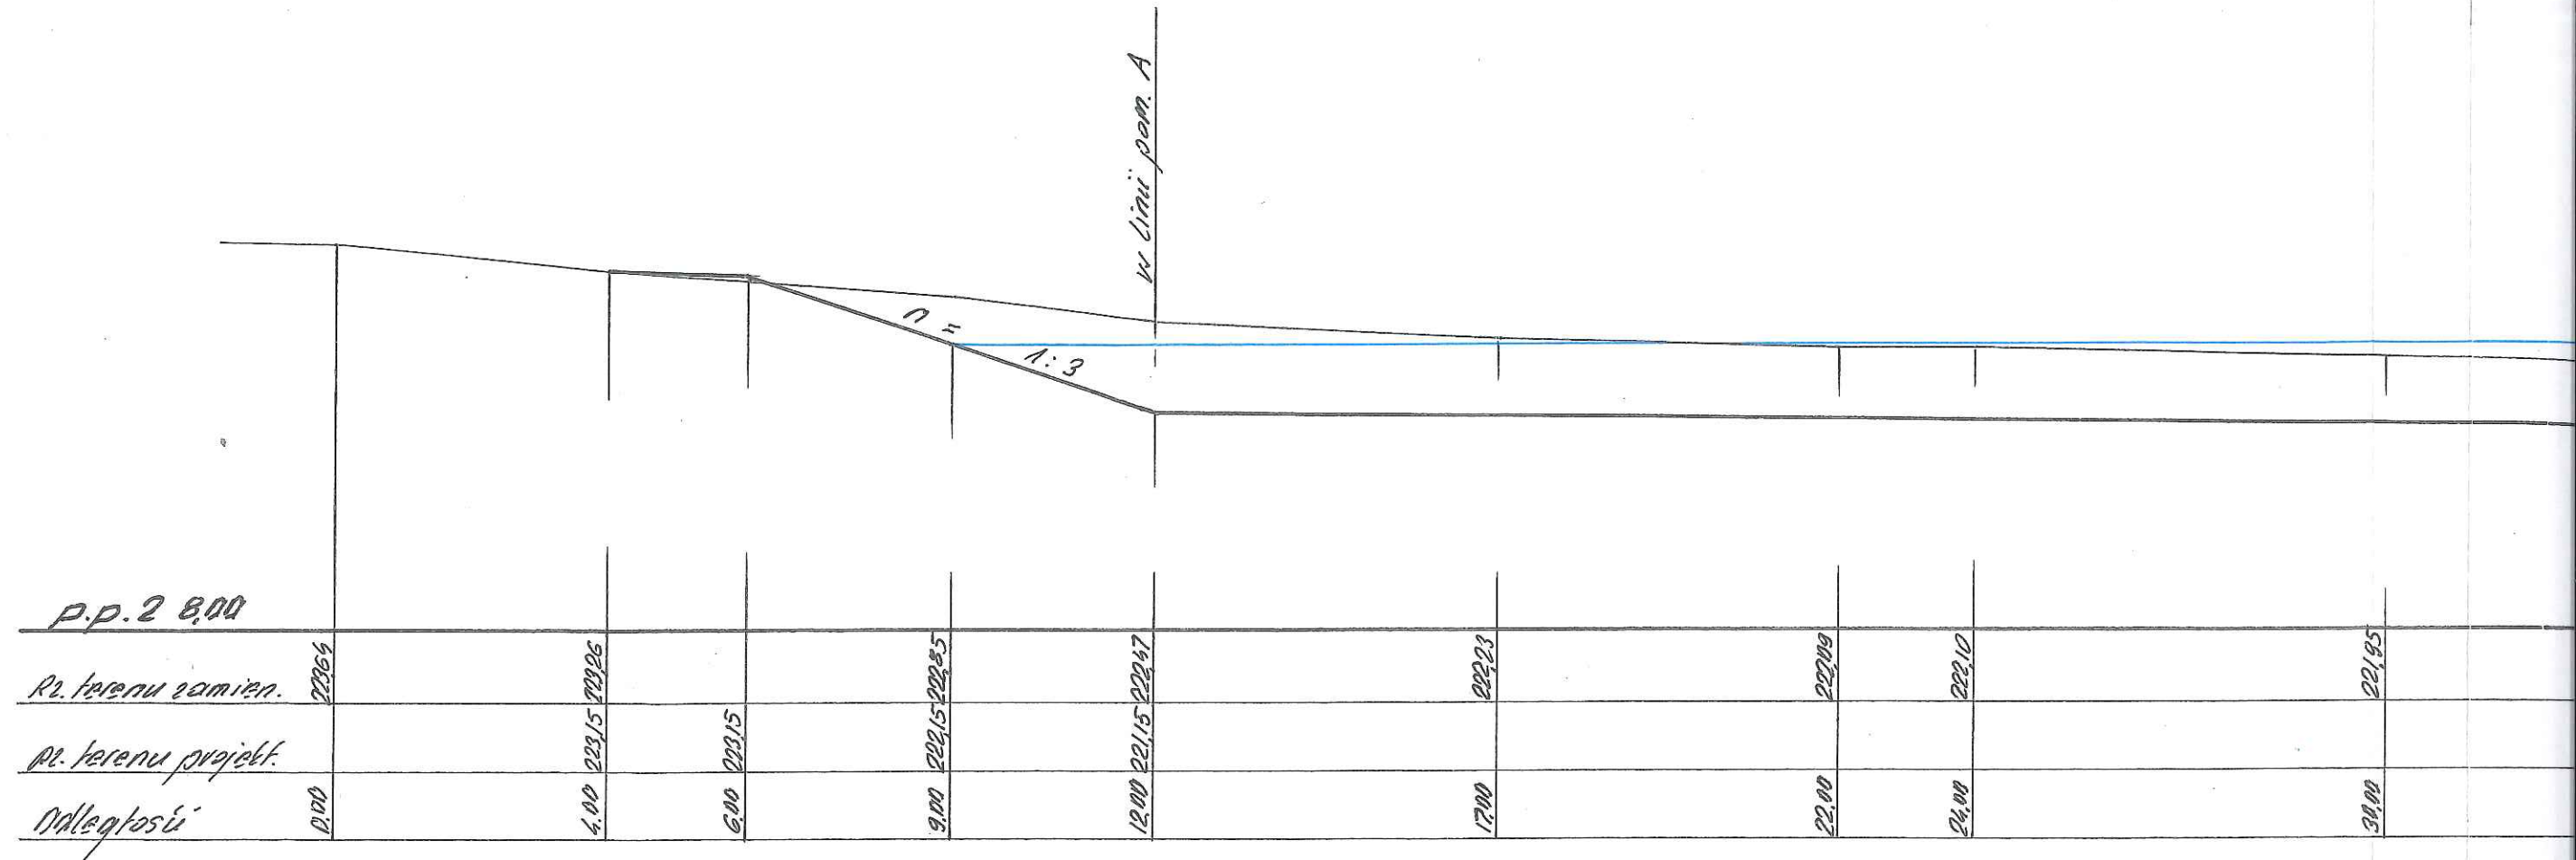 w linii pom. A
n =
1:3
p.p. 2 8,00
Rz. terenu zamien. 223,64 223,26 222,85 222,47 222,23 222,09 222,10 221,95
Rz. terenu projekt. 223,15 223,15 222,15 221,15
Odległość 0,00 4.00 6,00 9,00 12.00 17.00 22.00 24,00 30,00